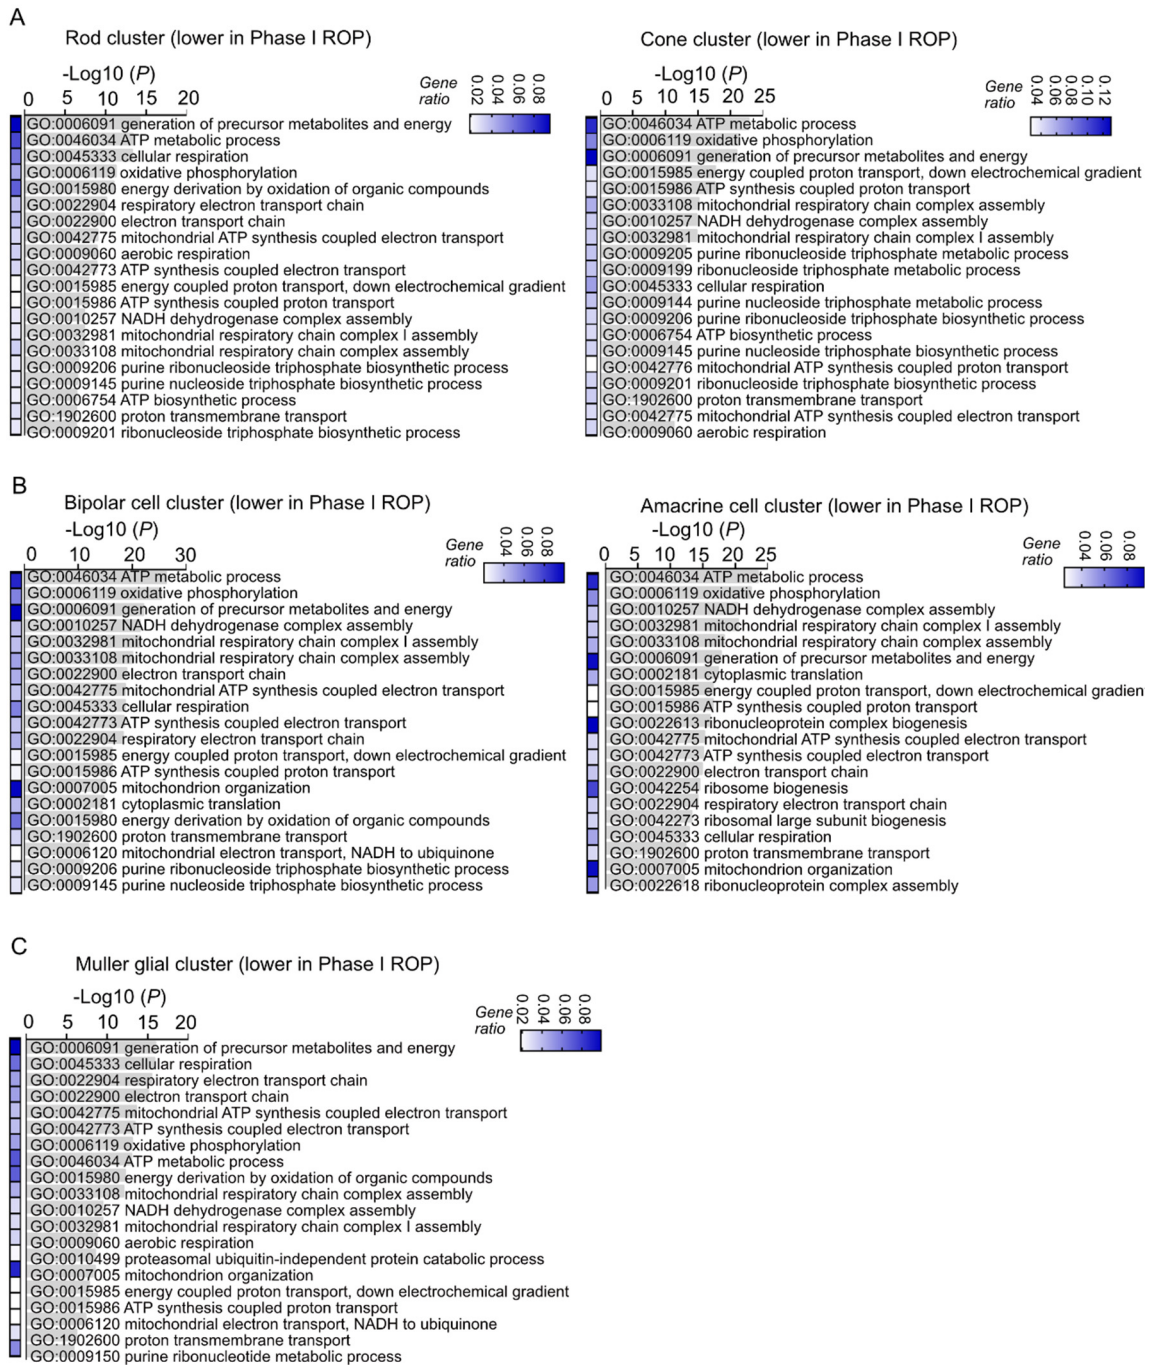 A
Rod cluster (lower in Phase I ROP)
-Log10 (P)
0 5 10 15 20
Gene ratio
0.02 0.04 0.06 0.08
GO:0006091 generation of precursor metabolites and energy
GO:0046034 ATP metabolic process
GO:0045333 cellular respiration
GO:0006119 oxidative phosphorylation
GO:0015980 energy derivation by oxidation of organic compounds
GO:0022904 respiratory electron transport chain
GO:0022900 electron transport chain
GO:0042775 mitochondrial ATP synthesis coupled electron transport
GO:0009060 aerobic respiration
GO:0042773 ATP synthesis coupled electron transport
GO:0015985 energy coupled proton transport, down electrochemical gradient
GO:0015986 ATP synthesis coupled proton transport
GO:0010257 NADH dehydrogenase complex assembly
GO:0032981 mitochondrial respiratory chain complex I assembly
GO:0033108 mitochondrial respiratory chain complex assembly
GO:0009206 purine ribonucleoside triphosphate biosynthetic process
GO:0009145 purine nucleoside triphosphate biosynthetic process
GO:0006754 ATP biosynthetic process
GO:1902600 proton transmembrane transport
GO:0009201 ribonucleoside triphosphate biosynthetic process
Cone cluster (lower in Phase I ROP)
-Log10 (P)
0 5 10 15 20 25
Gene ratio
0.04 0.06 0.08 0.10 0.12
GO:0046034 ATP metabolic process
GO:0006119 oxidative phosphorylation
GO:0006091 generation of precursor metabolites and energy
GO:0015985 energy coupled proton transport, down electrochemical gradient
GO:0015986 ATP synthesis coupled proton transport
GO:0033108 mitochondrial respiratory chain complex assembly
GO:0010257 NADH dehydrogenase complex assembly
GO:0032981 mitochondrial respiratory chain complex I assembly
GO:0009205 purine ribonucleoside triphosphate metabolic process
GO:0009199 ribonucleoside triphosphate metabolic process
GO:0045333 cellular respiration
GO:0009144 purine nucleoside triphosphate metabolic process
GO:0009206 purine ribonucleoside triphosphate biosynthetic process
GO:0006754 ATP biosynthetic process
GO:0009145 purine nucleoside triphosphate biosynthetic process
GO:0042776 mitochondrial ATP synthesis coupled proton transport
GO:0009201 ribonucleoside triphosphate biosynthetic process
GO:1902600 proton transmembrane transport
GO:0042775 mitochondrial ATP synthesis coupled electron transport
GO:0009060 aerobic respiration
B
Bipolar cell cluster (lower in Phase I ROP)
-Log10 (P)
0 10 20 30
Gene ratio
0.04 0.06 0.08
GO:0046034 ATP metabolic process
GO:0006119 oxidative phosphorylation
GO:0006091 generation of precursor metabolites and energy
GO:0010257 NADH dehydrogenase complex assembly
GO:0032981 mitochondrial respiratory chain complex I assembly
GO:0033108 mitochondrial respiratory chain complex assembly
GO:0022900 electron transport chain
GO:0042775 mitochondrial ATP synthesis coupled electron transport
GO:0045333 cellular respiration
GO:0042773 ATP synthesis coupled electron transport
GO:0022904 respiratory electron transport chain
GO:0015985 energy coupled proton transport, down electrochemical gradient
GO:0015986 ATP synthesis coupled proton transport
GO:0007005 mitochondrion organization
GO:0002181 cytoplasmic translation
GO:0015980 energy derivation by oxidation of organic compounds
GO:1902600 proton transmembrane transport
GO:0006120 mitochondrial electron transport, NADH to ubiquinone
GO:0009206 purine ribonucleoside triphosphate biosynthetic process
GO:0009145 purine nucleoside triphosphate biosynthetic process
Amacrine cell cluster (lower in Phase I ROP)
-Log10 (P)
0 5 10 15 20 25
Gene ratio
0.04 0.06 0.08
GO:0046034 ATP metabolic process
GO:0006119 oxidative phosphorylation
GO:0010257 NADH dehydrogenase complex assembly
GO:0032981 mitochondrial respiratory chain complex I assembly
GO:0033108 mitochondrial respiratory chain complex assembly
GO:0006091 generation of precursor metabolites and energy
GO:0002181 cytoplasmic translation
GO:0015985 energy coupled proton transport, down electrochemical gradien
GO:0015986 ATP synthesis coupled proton transport
GO:0022613 ribonucleoprotein complex biogenesis
GO:0042775 mitochondrial ATP synthesis coupled electron transport
GO:0042773 ATP synthesis coupled electron transport
GO:0022900 electron transport chain
GO:0042254 ribosome biogenesis
GO:0022904 respiratory electron transport chain
GO:0042273 ribosomal large subunit biogenesis
GO:0045333 cellular respiration
GO:1902600 proton transmembrane transport
GO:0007005 mitochondrion organization
GO:0022618 ribonucleoprotein complex assembly
C
Muller glial cluster (lower in Phase I ROP)
-Log10 (P)
0 5 10 15 20
Gene ratio
0.02 0.04 0.06 0.08
GO:0006091 generation of precursor metabolites and energy
GO:0045333 cellular respiration
GO:0022904 respiratory electron transport chain
GO:0022900 electron transport chain
GO:0042775 mitochondrial ATP synthesis coupled electron transport
GO:0042773 ATP synthesis coupled electron transport
GO:0006119 oxidative phosphorylation
GO:0046034 ATP metabolic process
GO:0015980 energy derivation by oxidation of organic compounds
GO:0033108 mitochondrial respiratory chain complex assembly
GO:0010257 NADH dehydrogenase complex assembly
GO:0032981 mitochondrial respiratory chain complex I assembly
GO:0009060 aerobic respiration
GO:0010499 proteasomal ubiquitin-independent protein catabolic process
GO:0007005 mitochondrion organization
GO:0015985 energy coupled proton transport, down electrochemical gradient
GO:0015986 ATP synthesis coupled proton transport
GO:0006120 mitochondrial electron transport, NADH to ubiquinone
GO:1902600 proton transmembrane transport
GO:0009150 purine ribonucleotide metabolic process